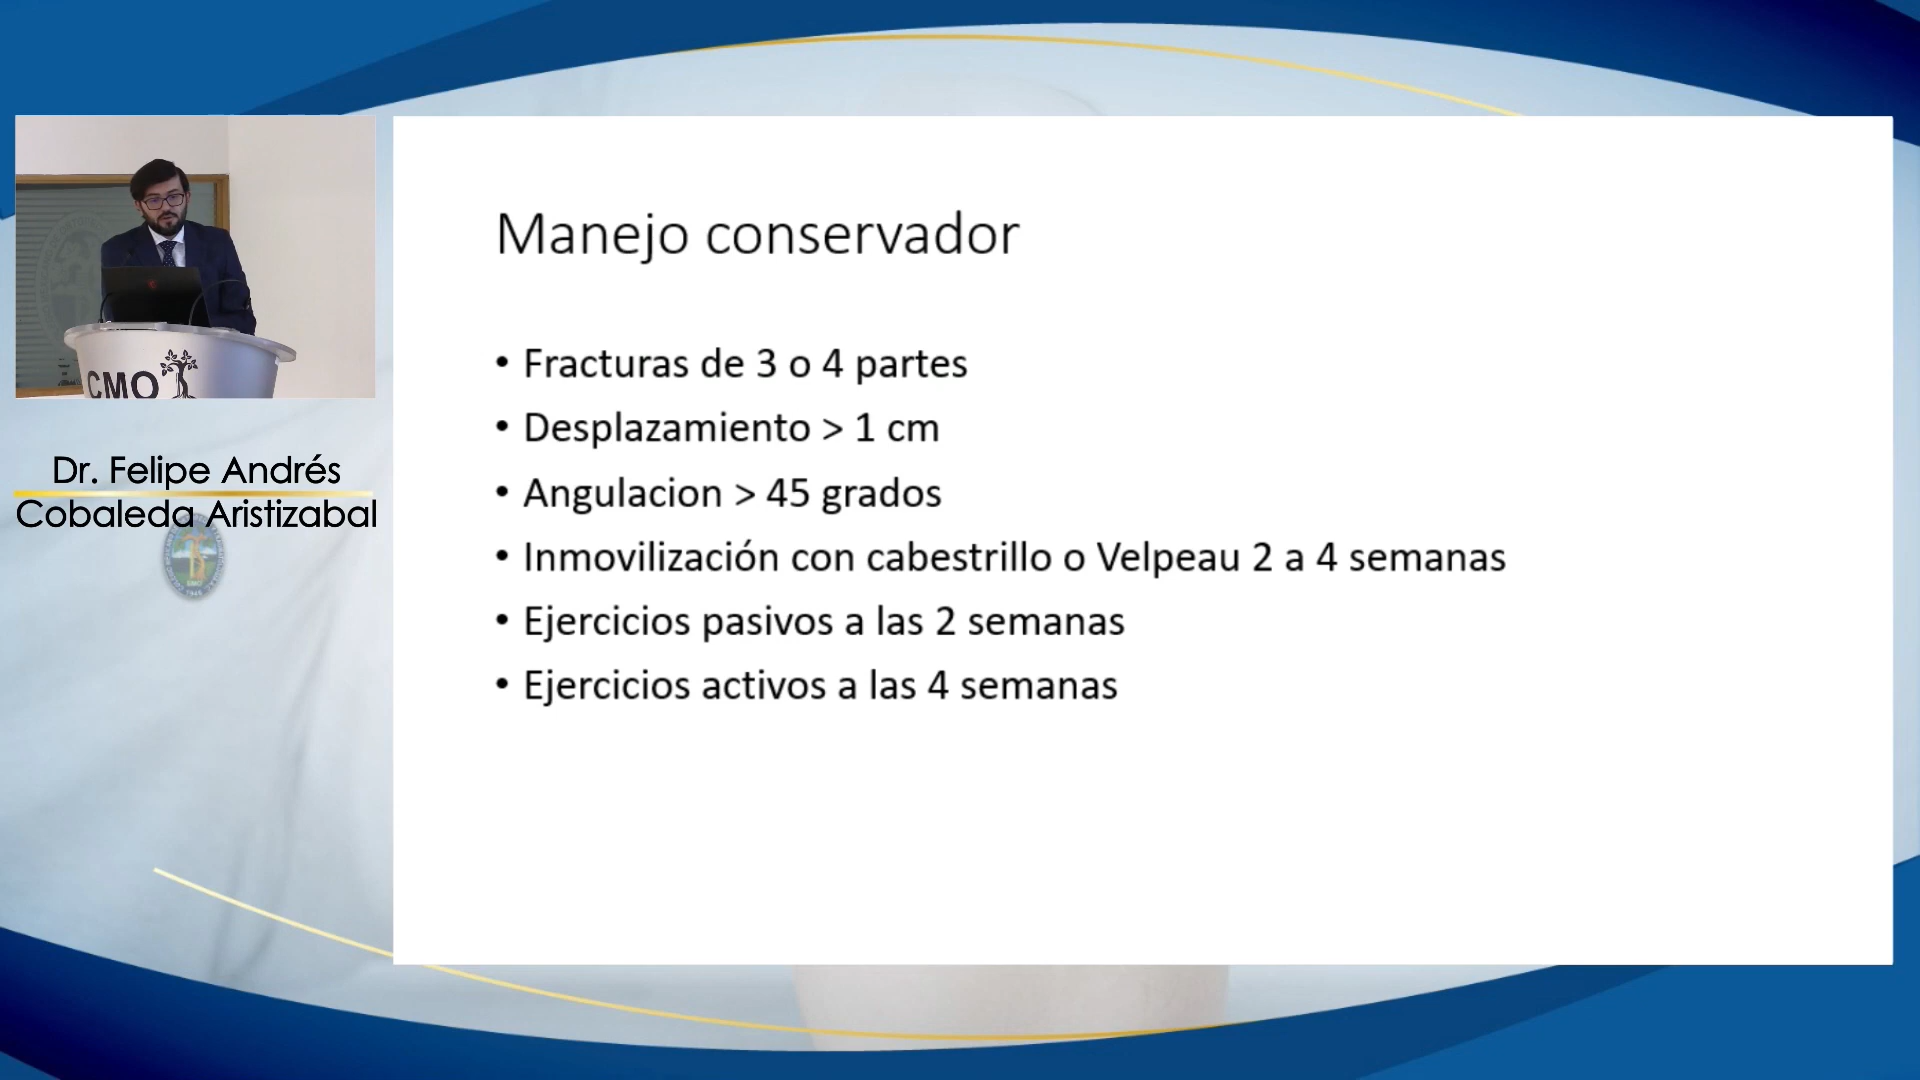 CMO
Dr. Felipe Andrés
Cobaleda Aristizabal
Manejo conservador
• Fracturas de 3 o 4 partes
• Desplazamiento > 1 cm
• Angulacion > 45 grados
• Inmovilización con cabestrillo o Velpeau 2 a 4 semanas
• Ejercicios pasivos a las 2 semanas
• Ejercicios activos a las 4 semanas